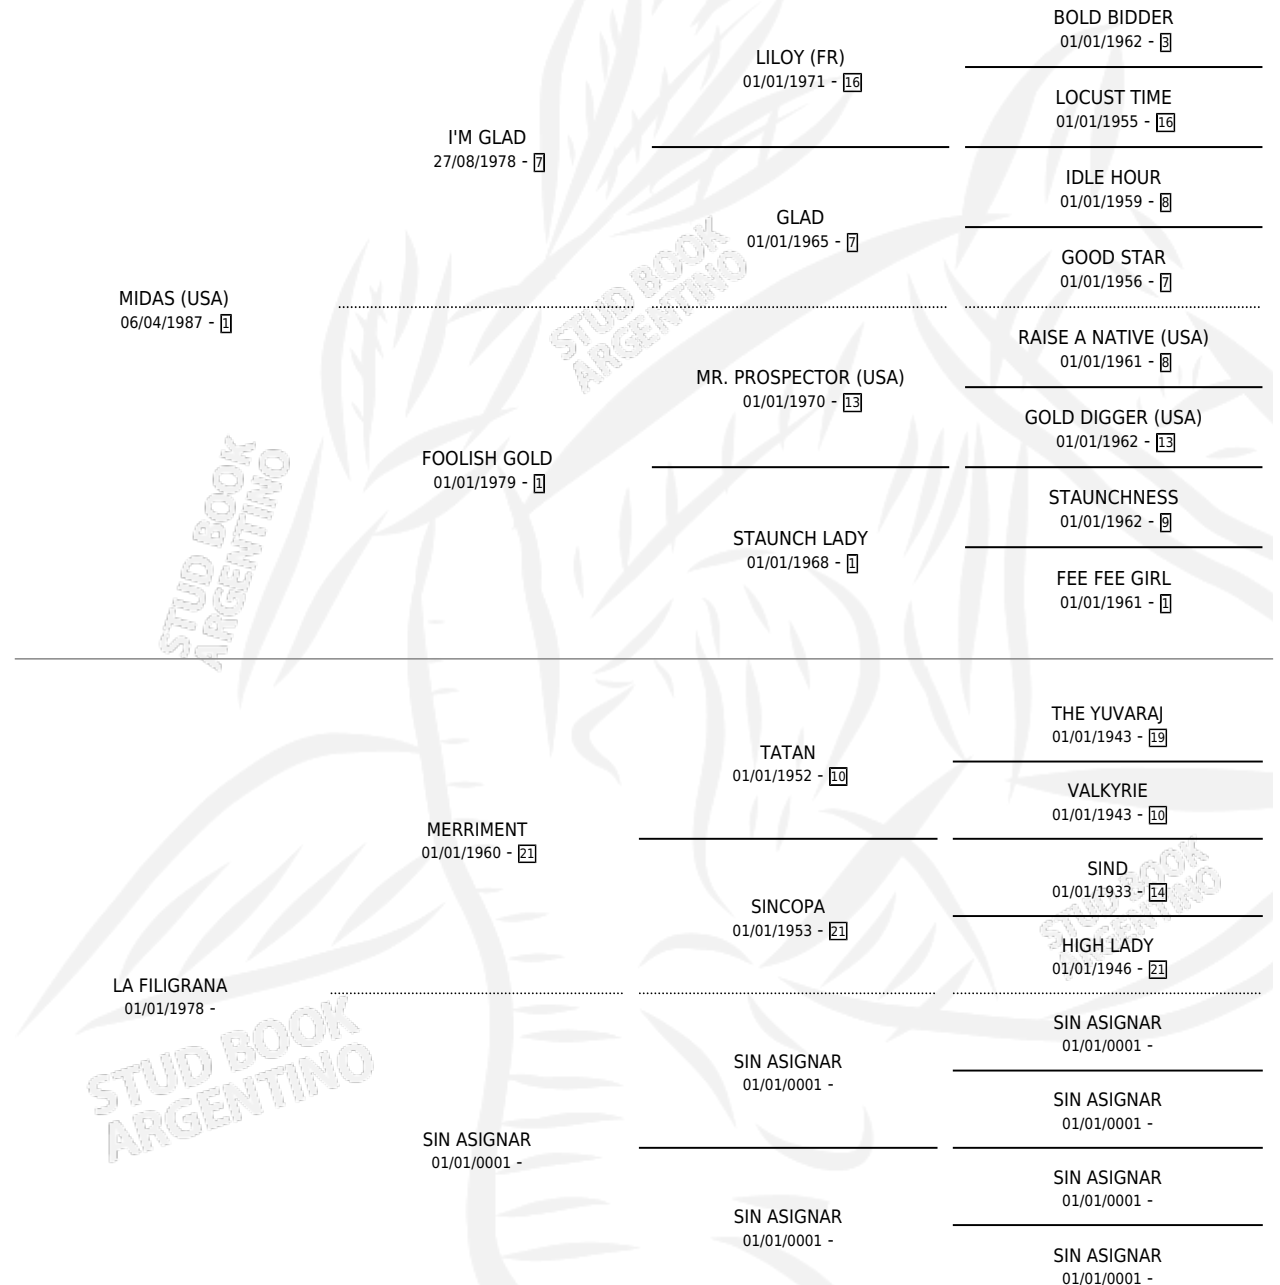 BOLD BIDDER
01/01/1962 - 3
LILOY (FR)
01/01/1971 - 16
LOCUST TIME
01/01/1955 - 16
I'M GLAD
27/08/1978 - 7
IDLE HOUR
01/01/1959 - 8
GLAD
01/01/1965 - 7
GOOD STAR
01/01/1956 - 7
MIDAS (USA)
06/04/1987 - 1
RAISE A NATIVE (USA)
01/01/1961 - 8
MR. PROSPECTOR (USA)
01/01/1970 - 13
GOLD DIGGER (USA)
01/01/1962 - 13
FOOLISH GOLD
01/01/1979 - 1
STAUNCHNESS
01/01/1962 - 9
STAUNCH LADY
01/01/1968 - 1
FEE FEE GIRL
01/01/1961 - 1
STUD BOOK
ARGENTINO
STUD BOOK
ARGENTINO
THE YUVARAJ
01/01/1943 - 19
TATAN
01/01/1952 - 10
VALKYRIE
01/01/1943 - 10
MERRIMENT
01/01/1960 - 21
SIND
01/01/1933 - 14
SINCOPA
01/01/1953 - 21
HIGH LADY
01/01/1946 - 21
STUD BOOK
ARGENTINO
LA FILIGRANA
01/01/1978 -
SIN ASIGNAR
01/01/0001 -
SIN ASIGNAR
01/01/0001 -
SIN ASIGNAR
01/01/0001 -
SIN ASIGNAR
01/01/0001 -
SIN ASIGNAR
01/01/0001 -
SIN ASIGNAR
01/01/0001 -
SIN ASIGNAR
01/01/0001 -
STUD BOOK
ARGENTINO